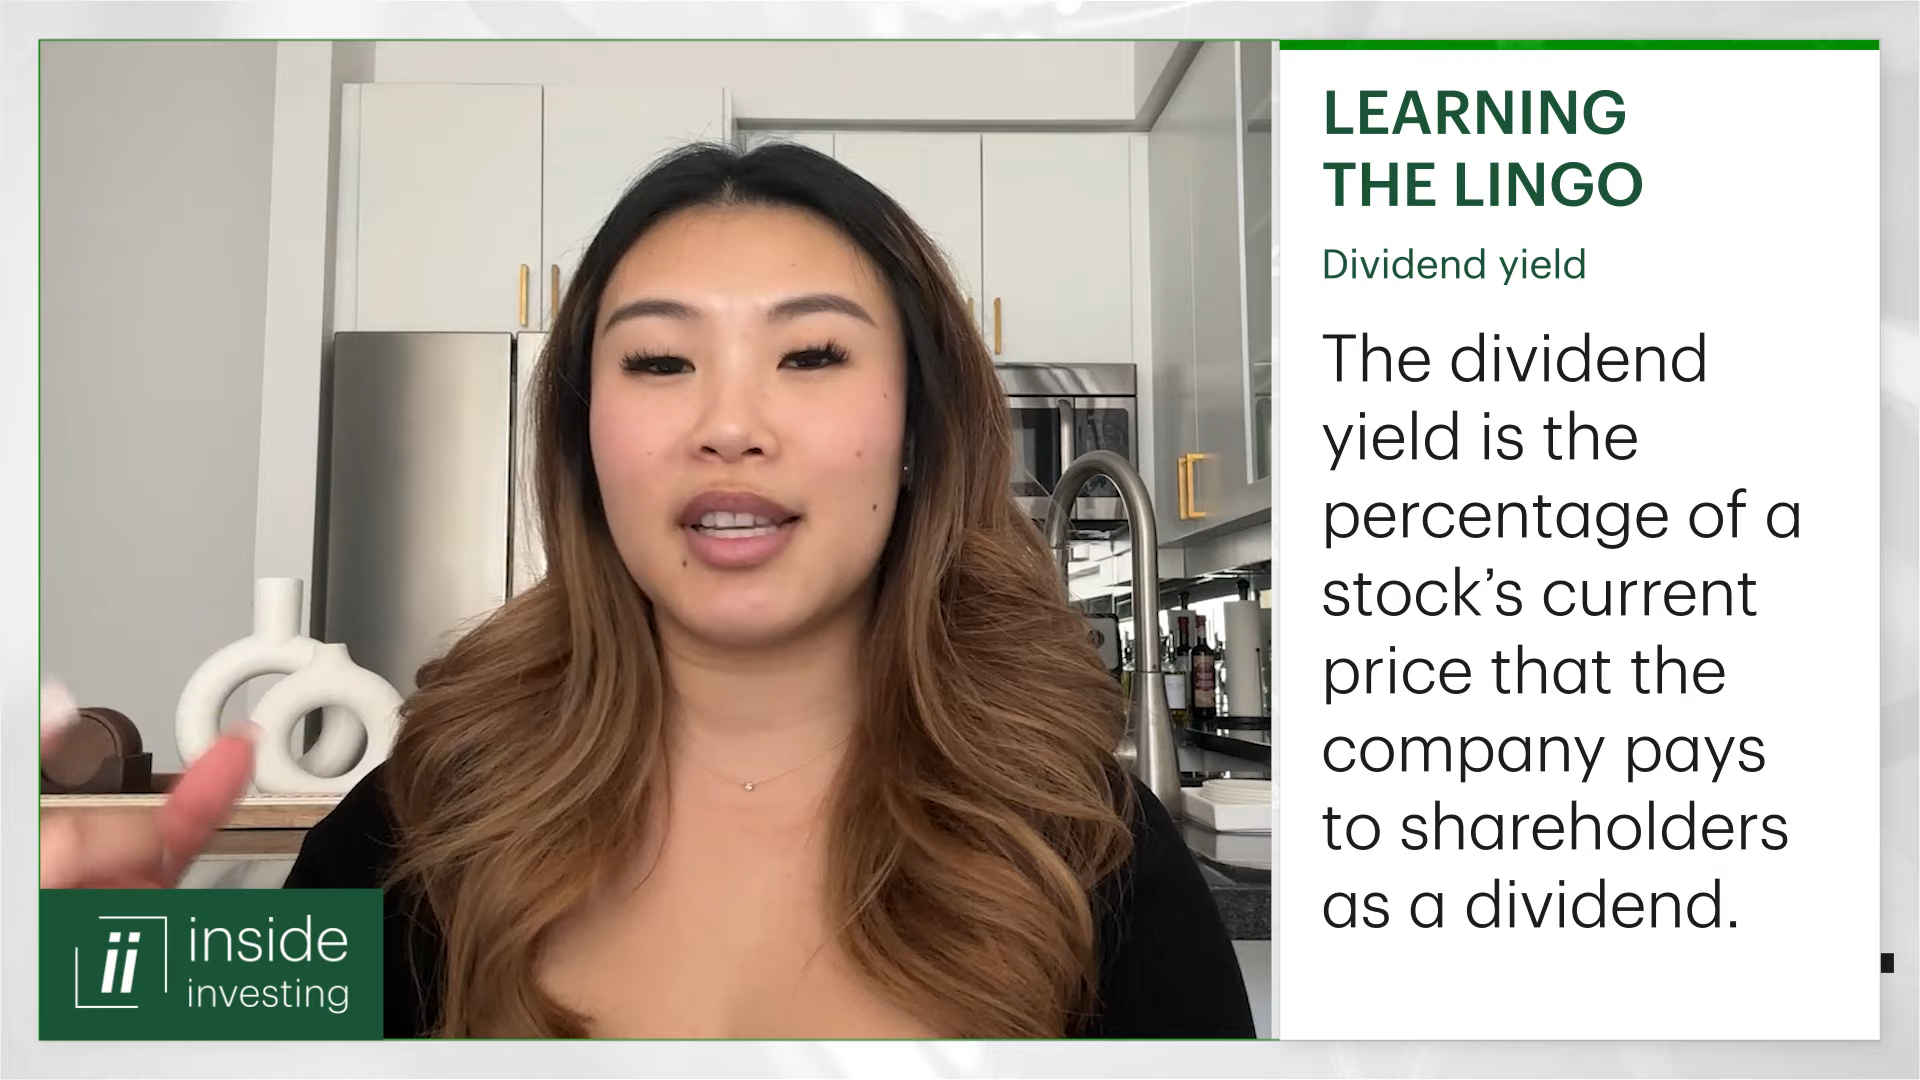 LEARNING
THE LINGO
Dividend yield
The dividend
yield is the
percentage of a
stock’s current
price that the
company pays
to shareholders
as a dividend.
ii
inside
investing